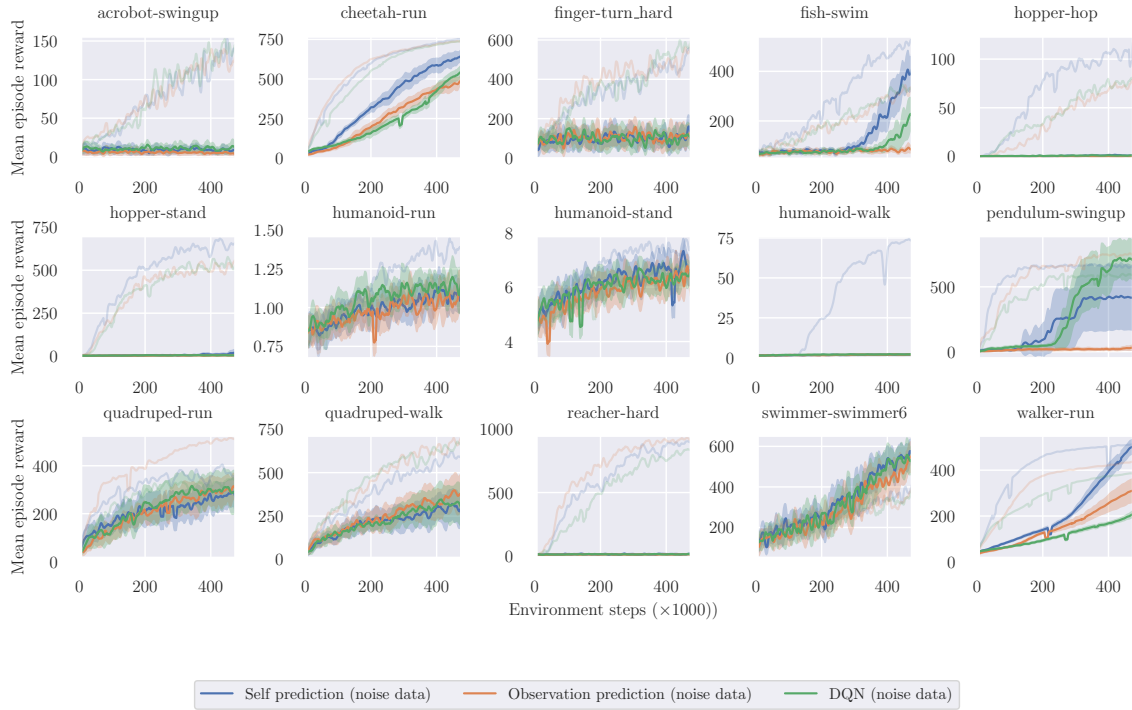 acrobot-swingup cheetah-run finger-turn_hard fish-swim hopper-hop
Mean episode reward
150 100 50 0
750 500 250 0
600 400 200 0
400 200
100 50 0
0 200 400 0 200 400 0 200 400 0 200 400 0 200 400
hopper-stand humanoid-run humanoid-stand humanoid-walk pendulum-swingup
Mean episode reward
750 500 250 0
1.50 1.25 1.00 0.75
8 6 4
75 50 25 0
500 0
0 200 400 0 200 400 0 200 400 0 200 400 0 200 400
quadruped-run quadruped-walk reacher-hard swimmer-swimmer6 walker-run
Mean episode reward
400 200 0
750 500 250 0
1000 500 0
600 400 200
400 200 0
0 200 400 0 200 400 0 200 400 0 200 400 0 200 400
Environment steps (×1000))
Self prediction (noise data) Observation prediction (noise data) DQN (noise data)